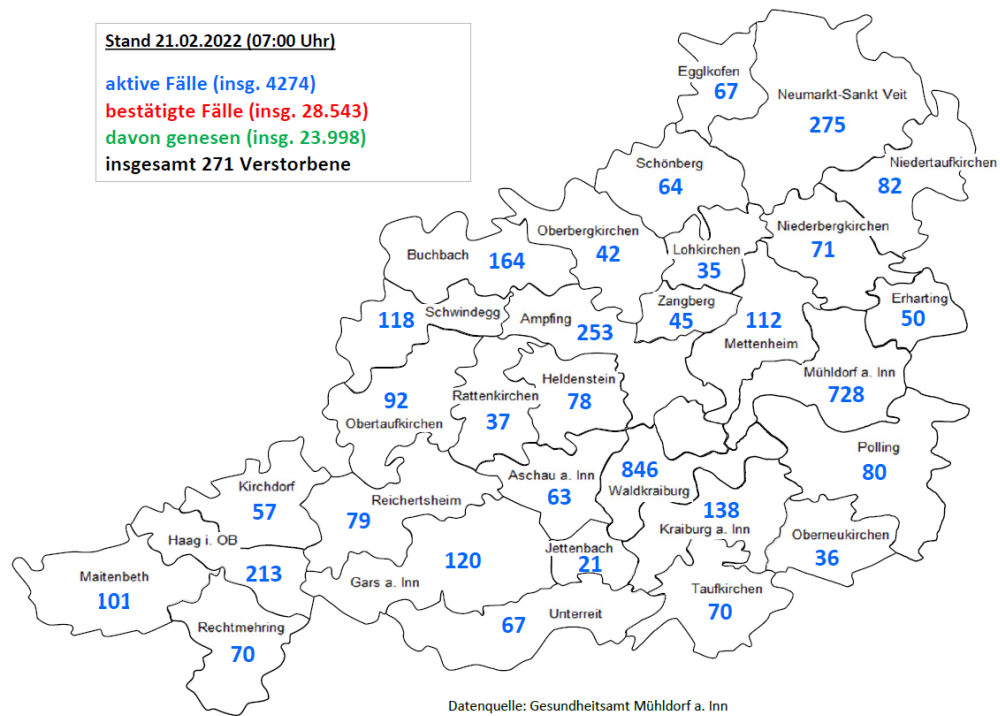 Stand 21.02.2022 (07:00 Uhr)
aktive Fälle (insg. 4274)
bestätigte Fälle (insg. 28.543)
davon genesen (insg. 23.998)
insgesamt 271 Verstorbene
Egglkofen
67
Neumarkt-Sankt Veit
275
Schönberg
64
Niedertaufkirchen
82
Oberbergkirchen
42
Niederbergkirchen
71
Buchbach
164
Lohkirchen
35
Erharting
50
Schwindegg
118
Ampfing
253
Zangberg
45
112
Mettenheim
Mühldorf a. Inn
728
92
Obertaufkirchen
Rattenkirchen
37
Heldenstein
78
Polling
80
Aschau a. Inn
63
846
Waldkraiburg
138
Kraiburg a. Inn
Kirchdorf
57
Reichertsheim
79
Haag i. OB
213
Jettenbach
21
Oberneukirchen
36
Maitenbeth
101
Gars a. Inn
120
Taufkirchen
70
Rechtmehring
70
Unterreit
67
Datenquelle: Gesundheitsamt Mühldorf a. Inn